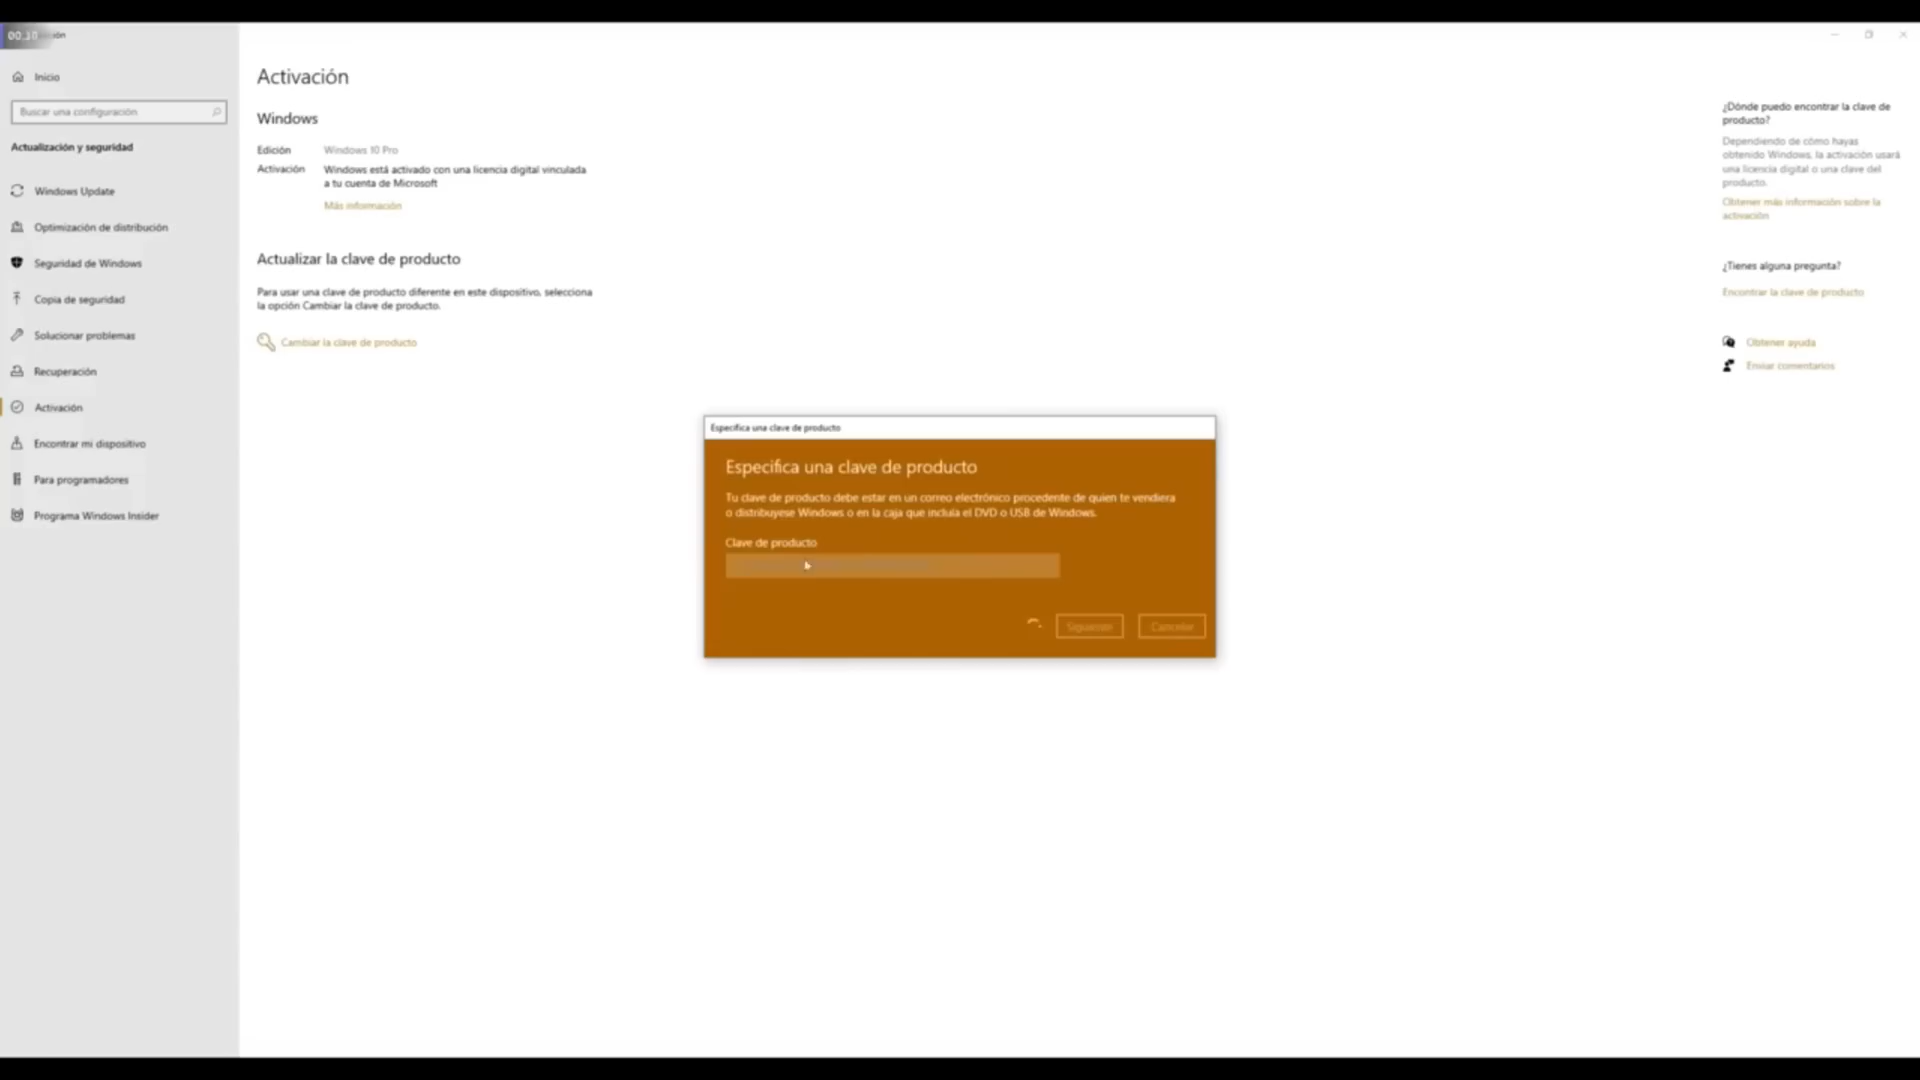 00:10
Inicio
Buscar una configuración
Actualización y seguridad
Windows Update
Optimización de distribución
Seguridad de Windows
Copia de seguridad
Solucionar problemas
Recuperación
Activación
Encontrar mi dispositivo
Para programadores
Programa Windows Insider
Activación
Windows
Edición Windows 10 Pro
Activación Windows está activado con una licencia digital vinculada
a tu cuenta de Microsoft
Más información
Actualizar la clave de producto
Para usar una clave de producto diferente en este dispositivo, selecciona
la opción Cambiar la clave de producto.
Cambiar la clave de producto
Especifica una clave de producto
Especifica una clave de producto
Tu clave de producto debe estar en un correo electrónico procedente de quien te vendiera
o distribuyese Windows o en la caja que incluía el DVD o USB de Windows.
Clave de producto
Siguiente
Cancelar
¿Dónde puedo encontrar la clave de
producto?
Dependiendo de cómo hayas
obtenido Windows, la activación usará
una licencia digital o una clave del
producto.
Obtener más información sobre la
activación
¿Tienes alguna pregunta?
Encontrar la clave de producto
Obtener ayuda
Enviar comentarios